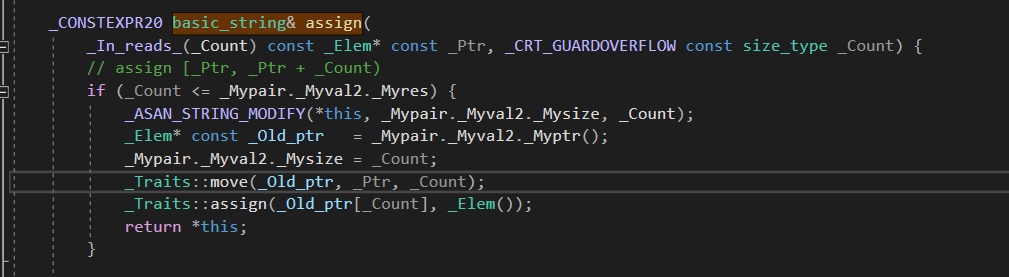 _CONSTEXPR20 basic_string& assign(
_In_reads_(_Count) const _Elem* const _Ptr, _CRT_GUARDOVERFLOW const size_type _Count) {
// assign [_Ptr, _Ptr + _Count)
if (_Count <= _Mypair._Myval2._Myres) {
_ASAN_STRING_MODIFY(*this, _Mypair._Myval2._Mysize, _Count);
_Elem* const _Old_ptr   = _Mypair._Myval2._Myptr();
_Mypair._Myval2._Mysize = _Count;
_Traits::move(_Old_ptr, _Ptr, _Count);
_Traits::assign(_Old_ptr[_Count], _Elem());
return *this;
}